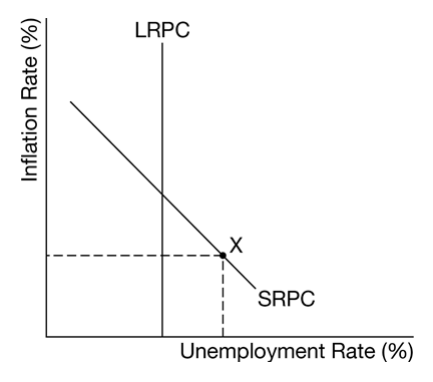 LRPC
Inflation Rate (%)
X
SRPC
Unemployment Rate (%)